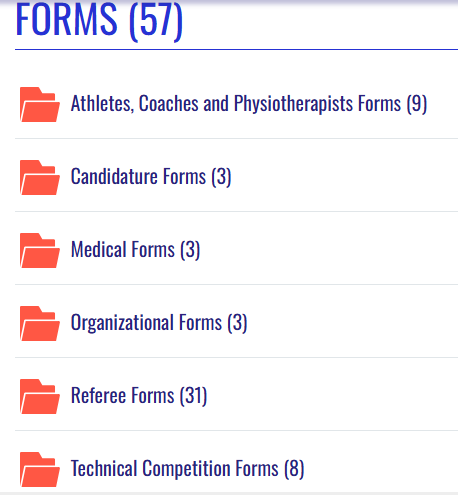 FORMS (57)
Athletes, Coaches and Physiotherapists Forms (9)
Candidature Forms (3)
Medical Forms (3)
Organizational Forms (3)
Referee Forms (31)
Technical Competition Forms (8)